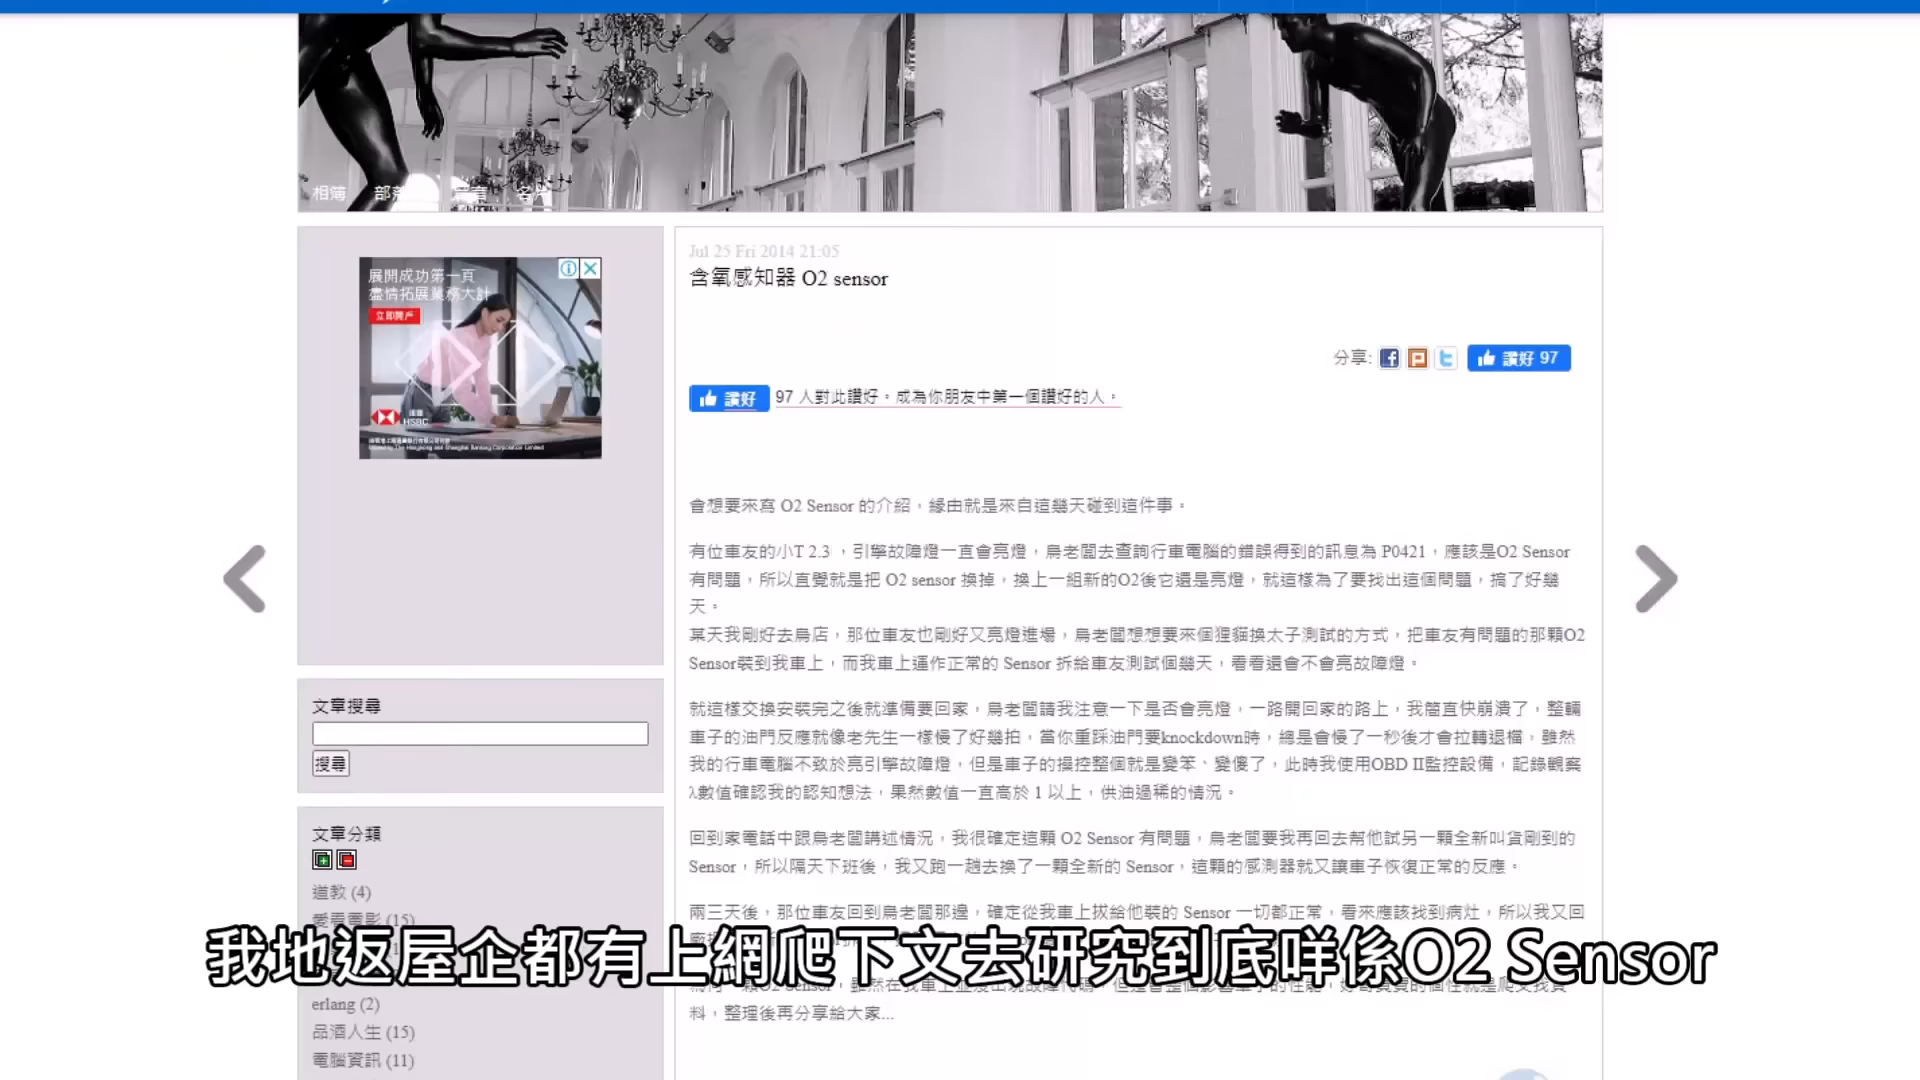 相簿 部落 名片
Jul 25 Fri 2014 21:05
含氧感知器 O2 sensor
展開成功第一頁
盡情拓展業務大計
立即開戶
滙豐
HSBC
分享:
讚好 97
讚好 97 人對此讚好。成為你朋友中第一個讚好的人。
會想要來寫 O2 Sensor 的介紹，緣由就是來自這幾天碰到這件事。
有位車友的小T 2.3 ，引擎故障燈一直會亮燈，鳥老闆去查詢行車電腦的錯誤得到的訊息為 P0421，應該是O2 Sensor
有問題，所以直覺就是把 O2 sensor 換掉，換上一組新的O2後它還是亮燈，就這樣為了要找出這個問題，搞了好幾
天。
某天我剛好去鳥店，那位車友也剛好又亮燈進場，鳥老闆想想要來個狸貓換太子測試的方式，把車友有問題的那顆O2
Sensor裝到我車上，而我車上運作正常的 Sensor 拆給車友測試個幾天，看看還會不會亮故障燈。
就這樣交換安裝完之後就準備要回家，鳥老闆請我注意一下是否會亮燈，一路開回家的路上，我簡直快崩潰了，整輛
車子的油門反應就像老先生一樣慢了好幾拍，當你重踩油門要knockdown時，總是會慢了一秒後才會拉轉退檔，雖然
我的行車電腦不致於亮引擎故障燈，但是車子的操控整個就是變笨、變傻了，此時我使用OBD II監控設備，記錄觀察
λ數值確認我的認知想法，果然數值一直高於 1 以上，供油過稀的情況。
回到家電話中跟鳥老闆講述情況，我很確定這顆 O2 Sensor 有問題，鳥老闆要我再回去幫他試另一顆全新叫貨剛到的
Sensor，所以隔天下班後，我又跑一趟去換了一顆全新的 Sensor，這顆的感測器就又讓車子恢復正常的反應。
兩三天後，那位車友回到鳥老闆那邊，確定從我車上拔給他裝的 Sensor 一切都正常，看來應該找到病灶，所以我又回
料，整理後再分享給大家...
文章搜尋
搜尋
文章分類
道教 (4)
愛看電影 (15)
erlang (2)
品酒人生 (15)
電腦資訊 (11)
我地返屋企都有上網爬下文去研究到底咩係O2 Sensor